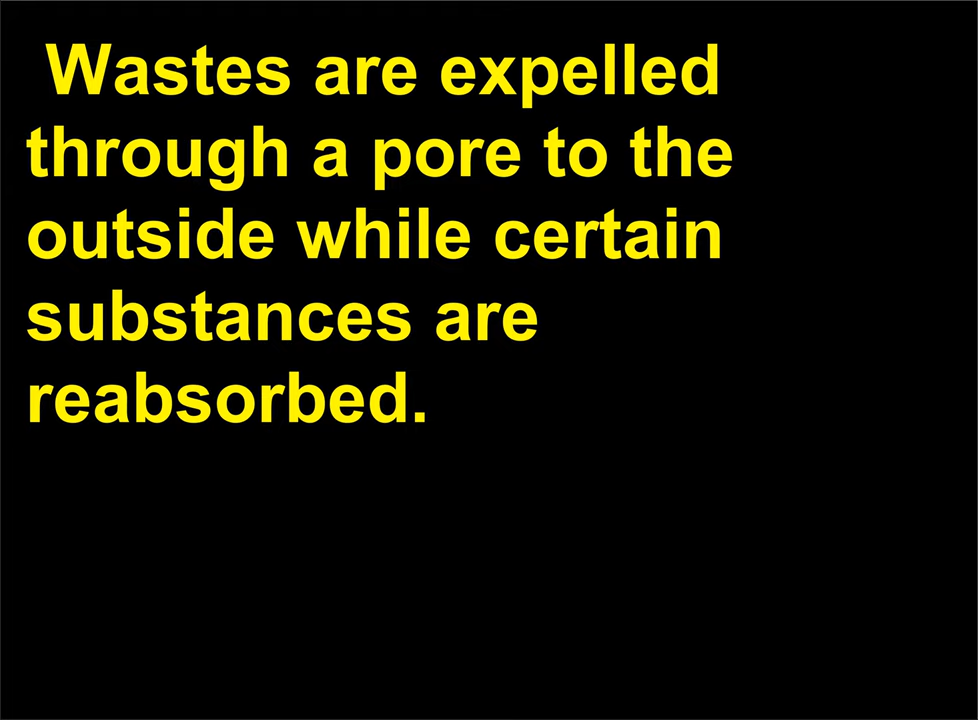 Wastes are expelled
through a pore to the
outside while certain
substances are
reabsorbed.